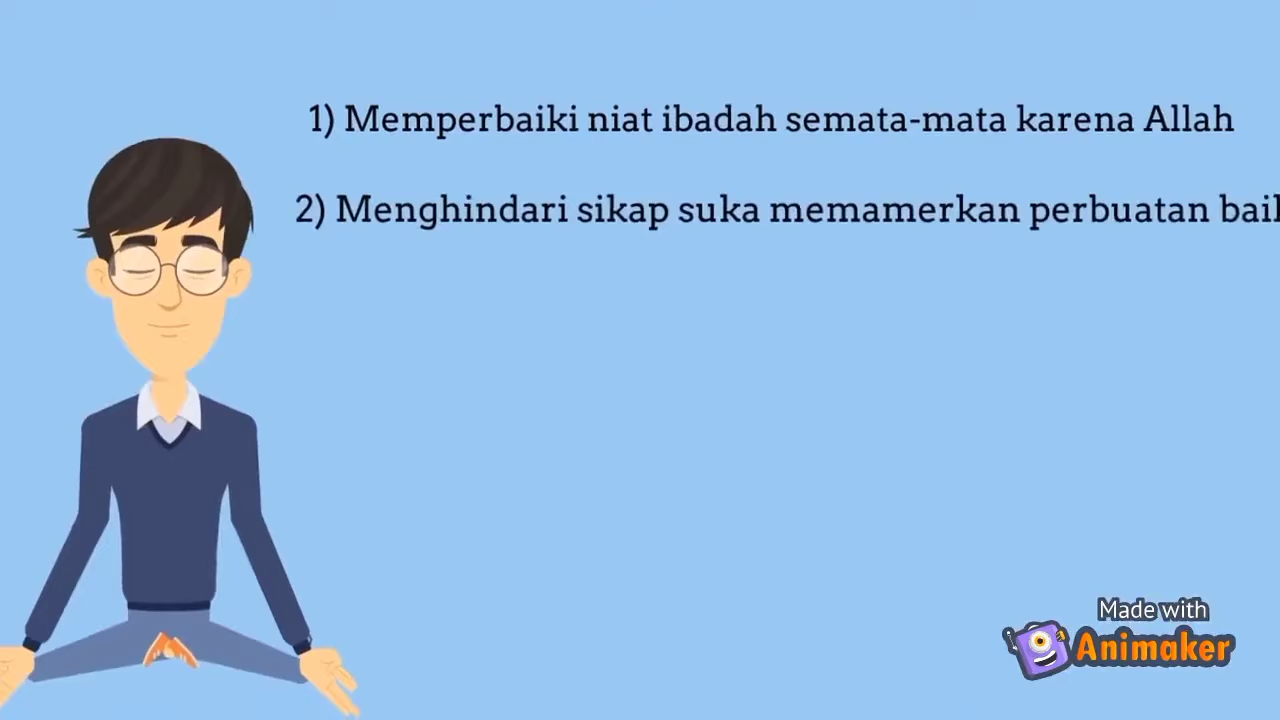 1) Memperbaiki niat ibadah semata-mata karena Allah
2) Menghindari sikap suka memamerkan perbuatan
Made with
Animaker